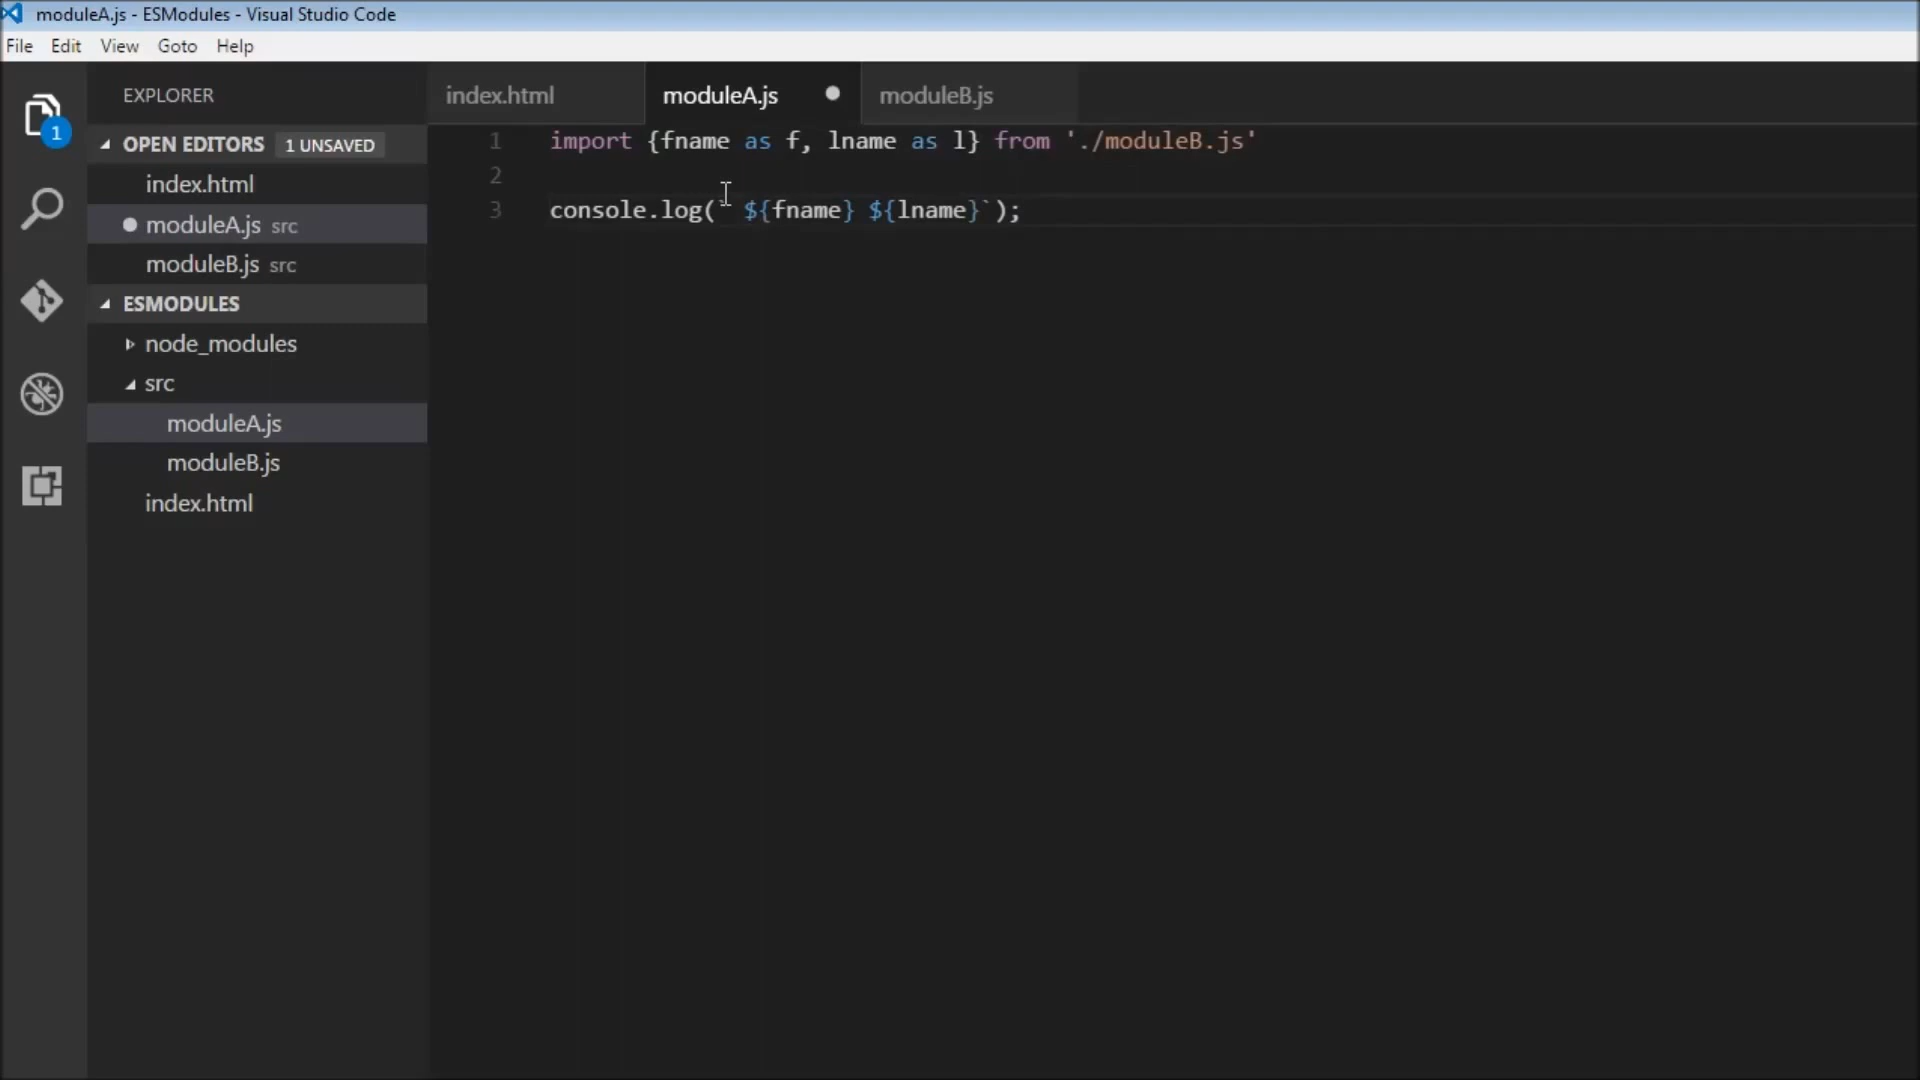 moduleA.js - ESModules - Visual Studio Code
File Edit View Goto Help
EXPLORER
OPEN EDITORS 1 UNSAVED
index.html
moduleA.js src
moduleB.js src
ESMODULES
node_modules
src
moduleA.js
moduleB.js
index.html
1
index.html moduleA.js moduleB.js
1 import {fname as f, lname as l} from './moduleB.js'
2
3 console.log(` ${fname} ${lname}`);